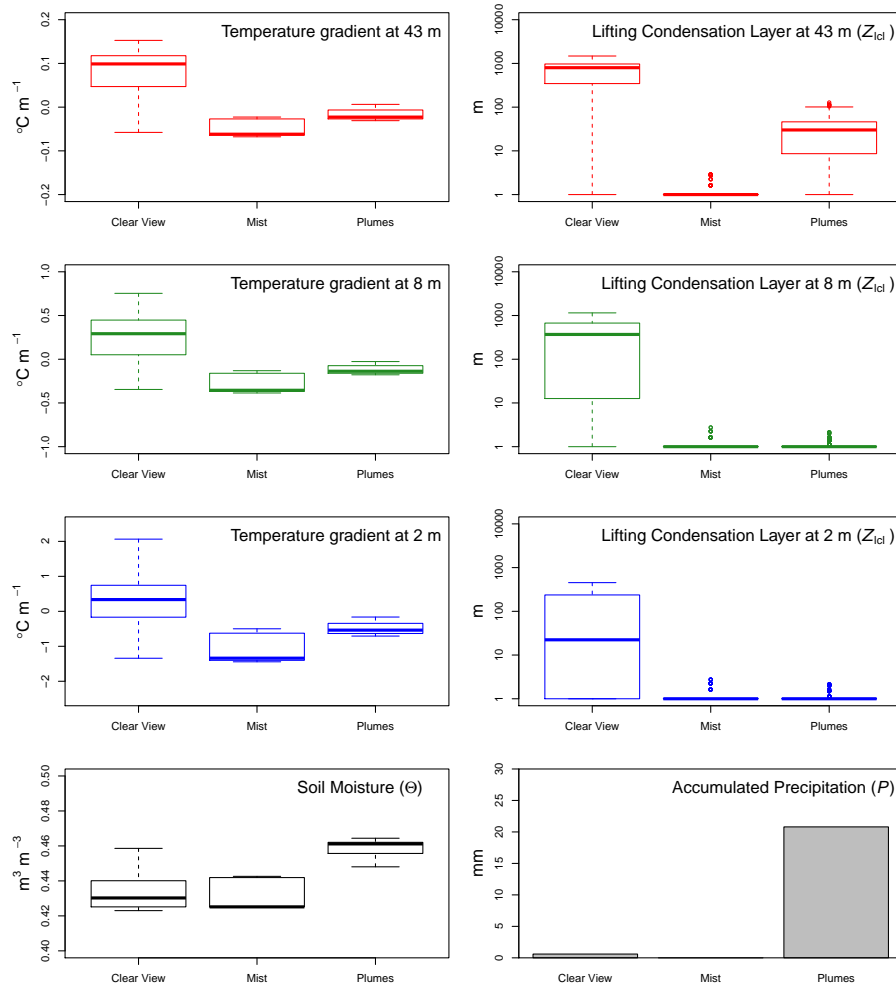 Temperature gradient at 43 m
°C m⁻¹
0.2
0.1
0.0
−0.1
−0.2
Clear View Mist Plumes
Lifting Condensation Layer at 43 m (Zlcl )
m
10000
1000
100
10
1
Clear View Mist Plumes
Temperature gradient at 8 m
°C m⁻¹
1.0
0.5
0.0
−0.5
−1.0
Clear View Mist Plumes
Lifting Condensation Layer at 8 m (Zlcl )
m
10000
1000
100
10
1
Clear View Mist Plumes
Temperature gradient at 2 m
°C m⁻¹
2
1
0
−1
−2
Clear View Mist Plumes
Lifting Condensation Layer at 2 m (Zlcl )
m
10000
1000
100
10
1
Clear View Mist Plumes
Soil Moisture (Θ)
m³ m⁻³
0.50
0.48
0.46
0.44
0.42
0.40
Clear View Mist Plumes
Accumulated Precipitation (P)
mm
30
25
20
15
10
5
0
Clear View Mist Plumes